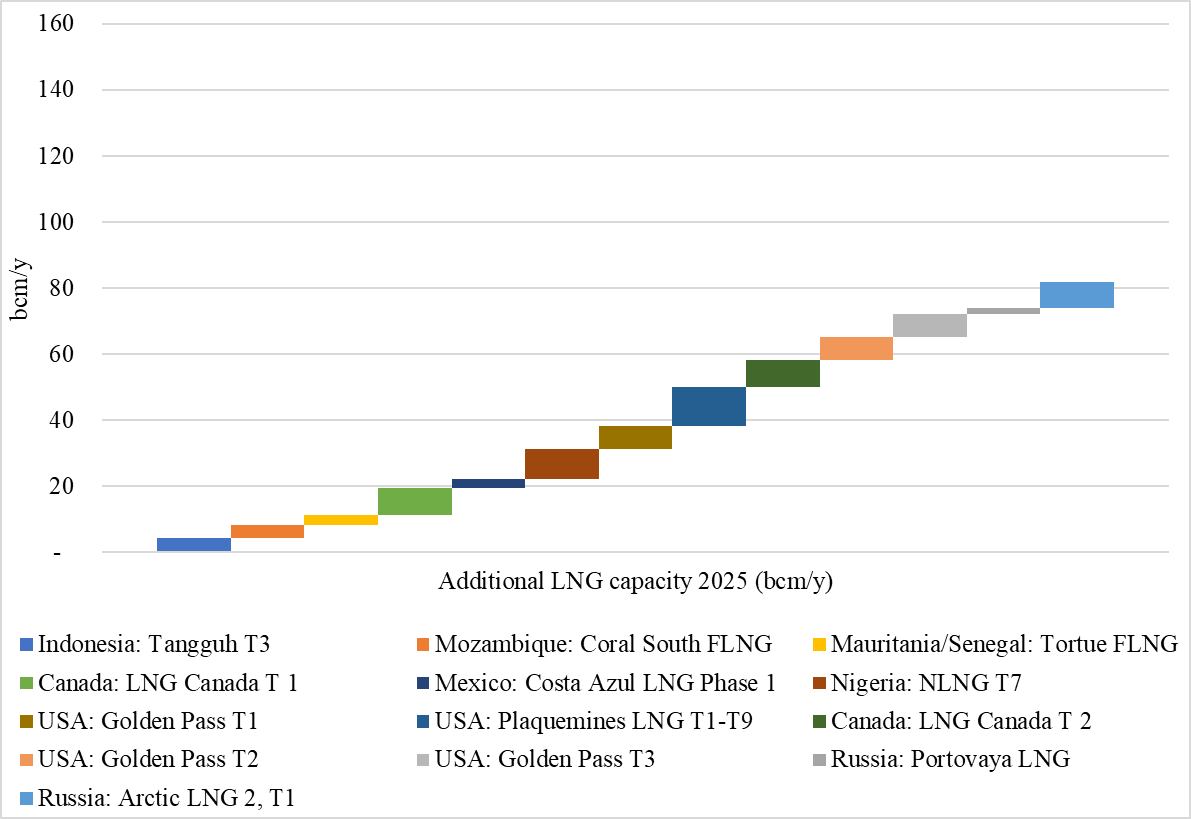 160
140
120
100
80
60
40
20
-
bcm/y
Additional LNG capacity 2025 (bcm/y)
Indonesia: Tangguh T3
Mozambique: Coral South FLNG
Mauritania/Senegal: Tortue FLNG
Canada: LNG Canada T 1
Mexico: Costa Azul LNG Phase 1
Nigeria: NLNG T7
USA: Golden Pass T1
USA: Plaquemines LNG T1-T9
Canada: LNG Canada T 2
USA: Golden Pass T2
USA: Golden Pass T3
Russia: Portovaya LNG
Russia: Arctic LNG 2, T1